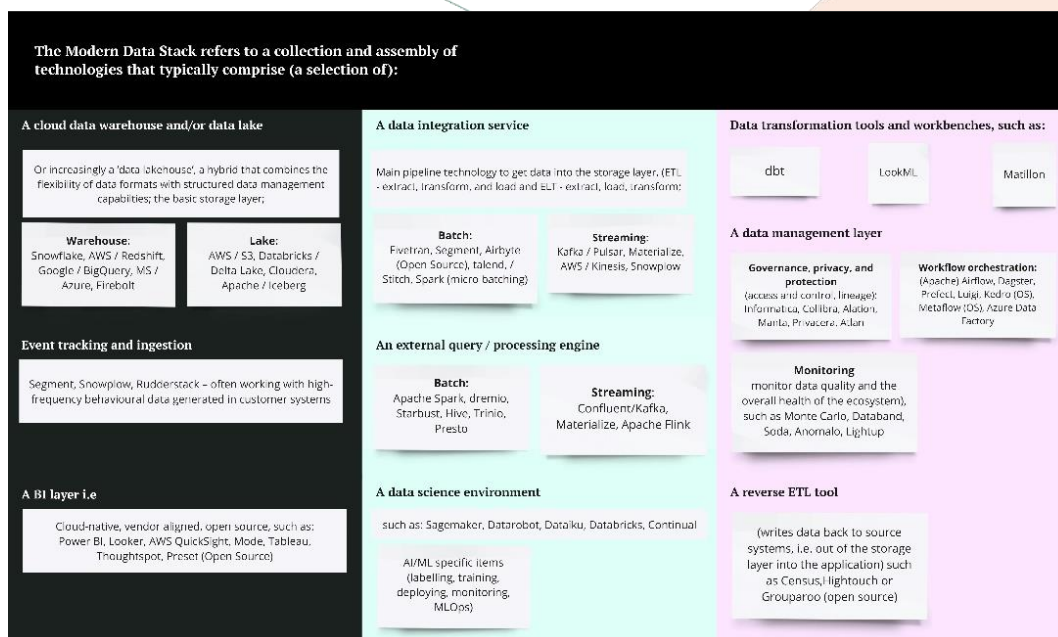 The Modern Data Stack refers to a collection and assembly of
technologies that typically comprise (a selection of):
A cloud data warehouse and/or data lake
Or increasingly a 'data lakehouse', a hybrid that combines the
flexibility of data formats with structured data management
capabilties; the basic storage layer;
Warehouse:
Snowflake, AWS / Redshift,
Google / BigQuery, MS /
Azure, Firebolt
Lake:
AWS / S3, Databricks /
Delta Lake, Cloudera,
Apache / Iceberg
Event tracking and ingestion
Segment, Snowplow, Rudderstack – often working with high-
frequency behavioural data generated in customer systems
A BI layer i.e
Cloud-native, vendor aligned, open source, such as:
Power BI, Looker, AWS QuickSight, Mode, Tableau,
Thoughtspot, Preset (Open Source)
A data integration service
Main pipeline technology to get data into the storage layer. (ETL
- extract, transform, and load and ELT - extract, load, transform;
Batch:
Fivetran, Segment, Airbyte
(Open Source), talend, /
Stitch, Spark (micro batching)
Streaming:
Kafka / Pulsar, Materialize,
AWS / Kinesis, Snowplow
An external query / processing engine
Batch:
Apache Spark, dremio,
Starbust, Hive, Trinio,
Presto
Streaming:
Confluent/Kafka,
Materialize, Apache Flink
A data science environment
such as: Sagemaker, Datarobot, Dataiku, Databricks, Continual
AI/ML specific items
(labelling, training,
deploying, monitoring,
MLOps)
Data transformation tools and workbenches, such as:
dbt
LookML
Matillon
A data management layer
Governance, privacy, and
protection
(access and control, lineage):
Informatica, Collibra, Alation,
Manta, Privacera, Atlan
Workflow orchestration:
(Apache) Airflow, Dagster,
Prefect, Luigi, Kedro (OS),
Metaflow (OS), Azure Data
Factory
Monitoring
monitor data quality and the
overall health of the ecosystem),
such as Monte Carlo, Databand,
Soda, Anomalo, Lightup
A reverse ETL tool
(writes data back to source
systems, i.e. out of the storage
layer into the application) such
as Census,Hightouch or
Grouparoo (open source)